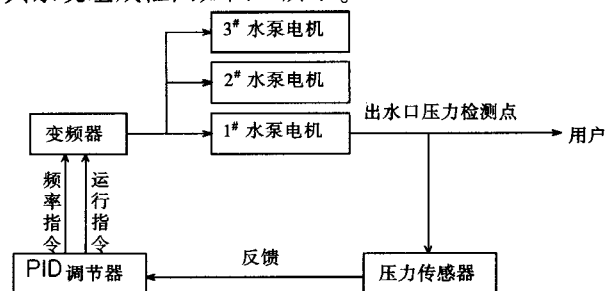 3# 水泵电机
2# 水泵电机
变频器
1# 水泵电机
出水口压力检测点
用户
频率指令
运行指令
PID 调节器
反馈
压力传感器